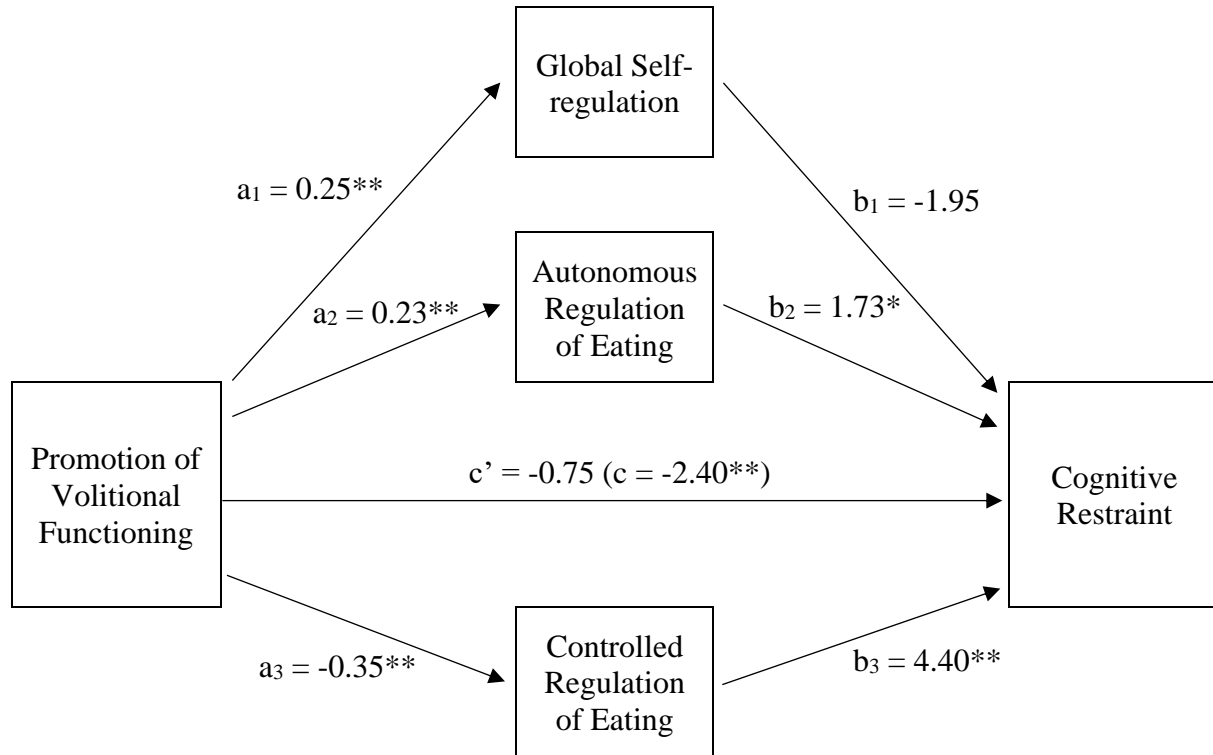 Global Self-
regulation
a₁ = 0.25**
b₁ = -1.95
Autonomous
Regulation
of Eating
a₂ = 0.23**
b₂ = 1.73*
Promotion of
Volitional
Functioning
c’ = -0.75 (c = -2.40**)
Cognitive
Restraint
a₃ = -0.35**
Controlled
Regulation
of Eating
b₃ = 4.40**